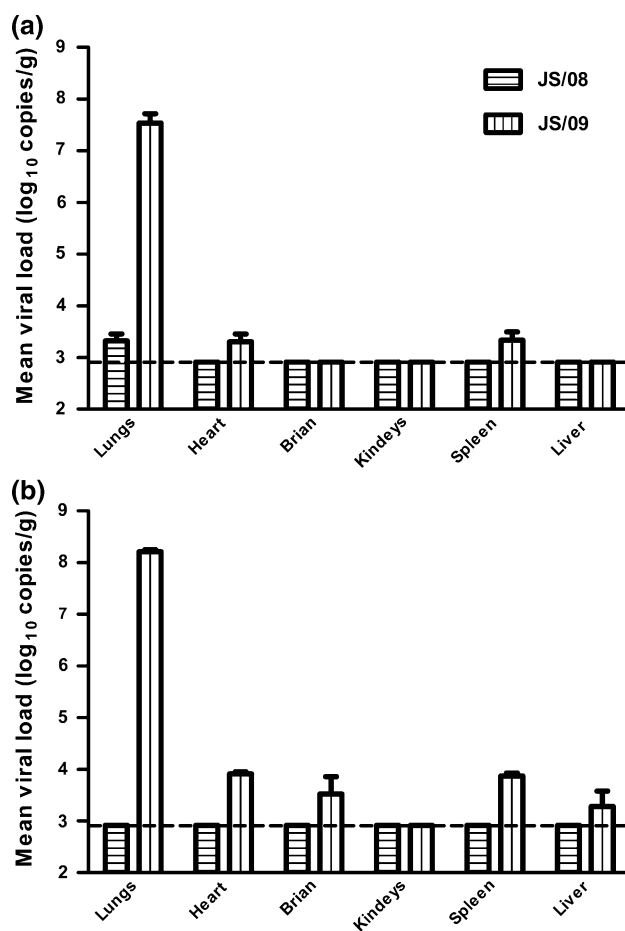 (a)
Mean viral load (log10 copies/g)
9
8
7
6
5
4
3
2
JS/08
JS/09
Lungs
Heart
Brian
Kindeys
Spleen
Liver
(b)
Mean viral load (log10 copies/g)
9
8
7
6
5
4
3
2
Lungs
Heart
Brian
Kindeys
Spleen
Liver